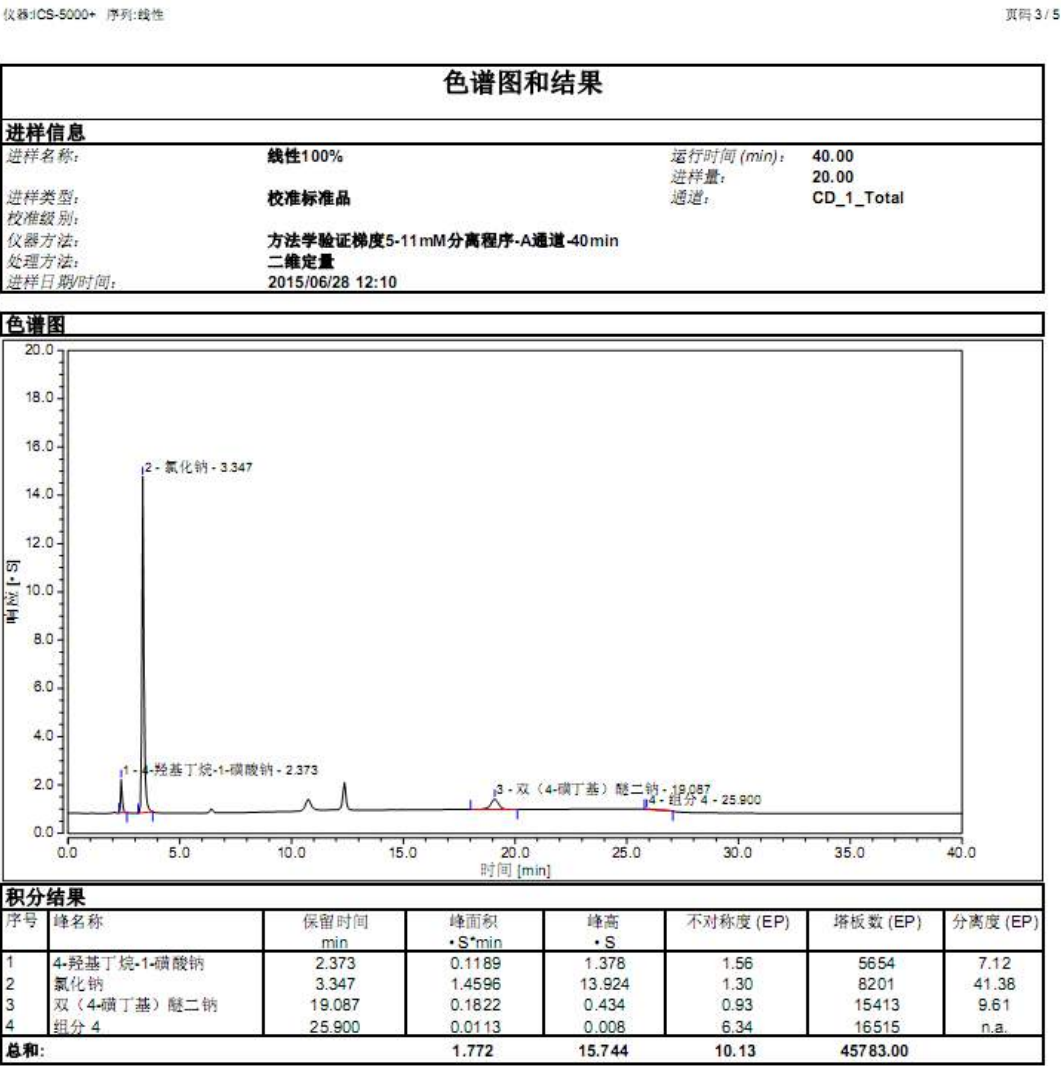 仪器:ICS-5000+ 序列:线性 页码 3 / 5
色谱图和结果
进样信息
进样名称: 线性100% 运行时间 (min): 40.00
进样量: 20.00
进样类型: 校准标准品 通道: CD_1_Total
校准级别:
仪器方法: 方法学验证梯度5-11mM分离程序-A通道-40min
处理方法: 二维定量
进样日期/时间: 2015/06/28 12:10
色谱图
20.0
18.0
16.0
2 - 氯化钠 - 3.347
14.0
12.0
响应 [• S]
10.0
8.0
6.0
4.0
1 - 4-羟基丁烷-1-磺酸钠 - 2.373
2.0
3 - 双（4-磺丁基）醚二钠 - 19.087
4 - 组分 4 - 25.900
0.0
0.0 5.0 10.0 15.0 20.0 25.0 30.0 35.0 40.0
时间 [min]
积分结果
序号 峰名称 保留时间 峰面积 峰高 不对称度 (EP) 塔板数 (EP) 分离度 (EP)
min • S*min • S
1 4-羟基丁烷-1-磺酸钠 2.373 0.1189 1.378 1.56 5654 7.12
2 氯化钠 3.347 1.4596 13.924 1.30 8201 41.38
3 双（4-磺丁基）醚二钠 19.087 0.1822 0.434 0.93 15413 9.61
4 组分 4 25.900 0.0113 0.008 6.34 16515 n.a.
总和: 1.772 15.744 10.13 45783.00